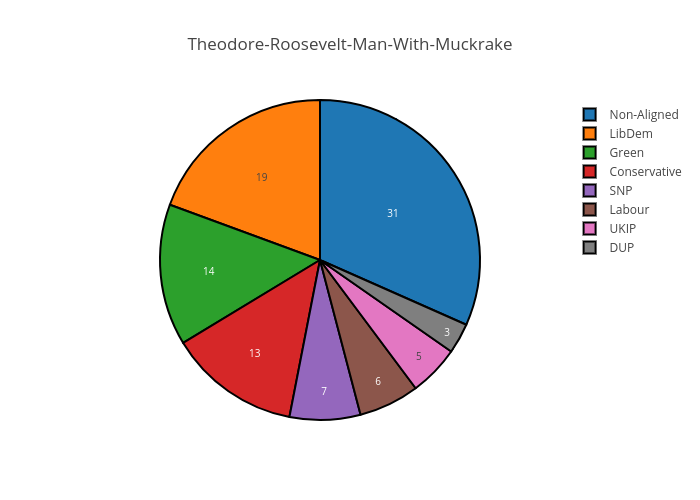 Theodore-Roosevelt-Man-With-Muckrake
Non-Aligned
LibDem
Green
Conservative
SNP
Labour
UKIP
DUP
19
31
14
13
7
6
5
3